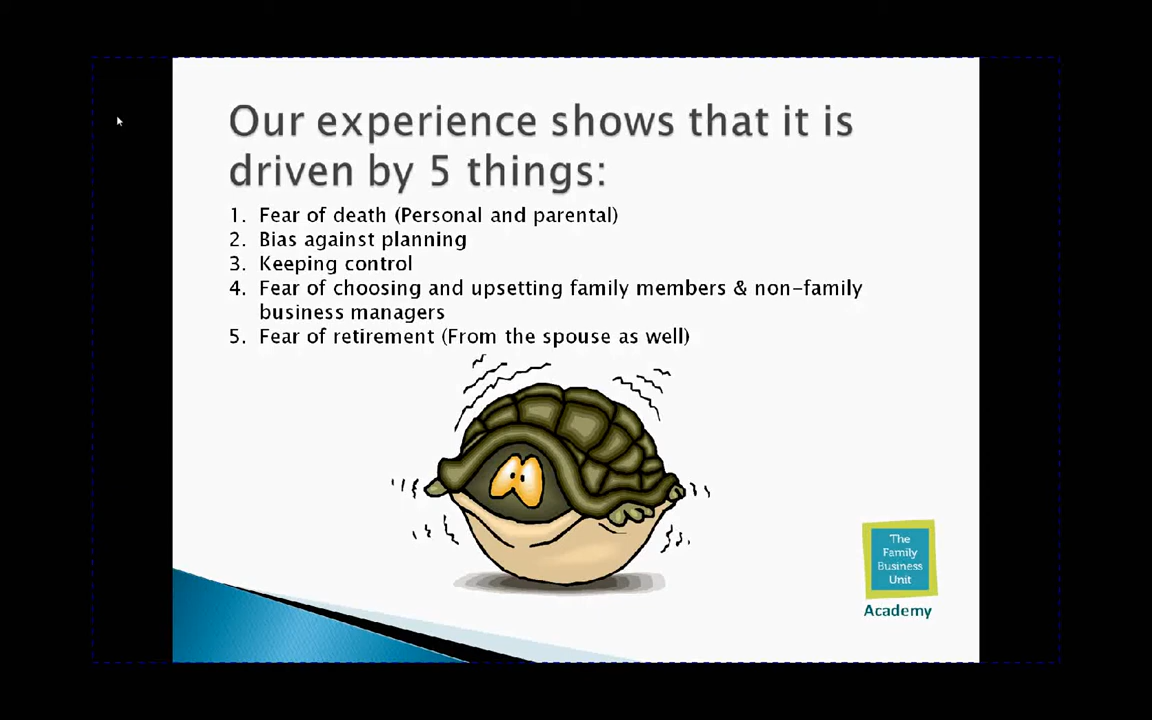 Our experience shows that it is
driven by 5 things:
1. Fear of death (Personal and parental)
2. Bias against planning
3. Keeping control
4. Fear of choosing and upsetting family members & non-family
business managers
5. Fear of retirement (From the spouse as well)
The
Family
Business
Unit
Academy